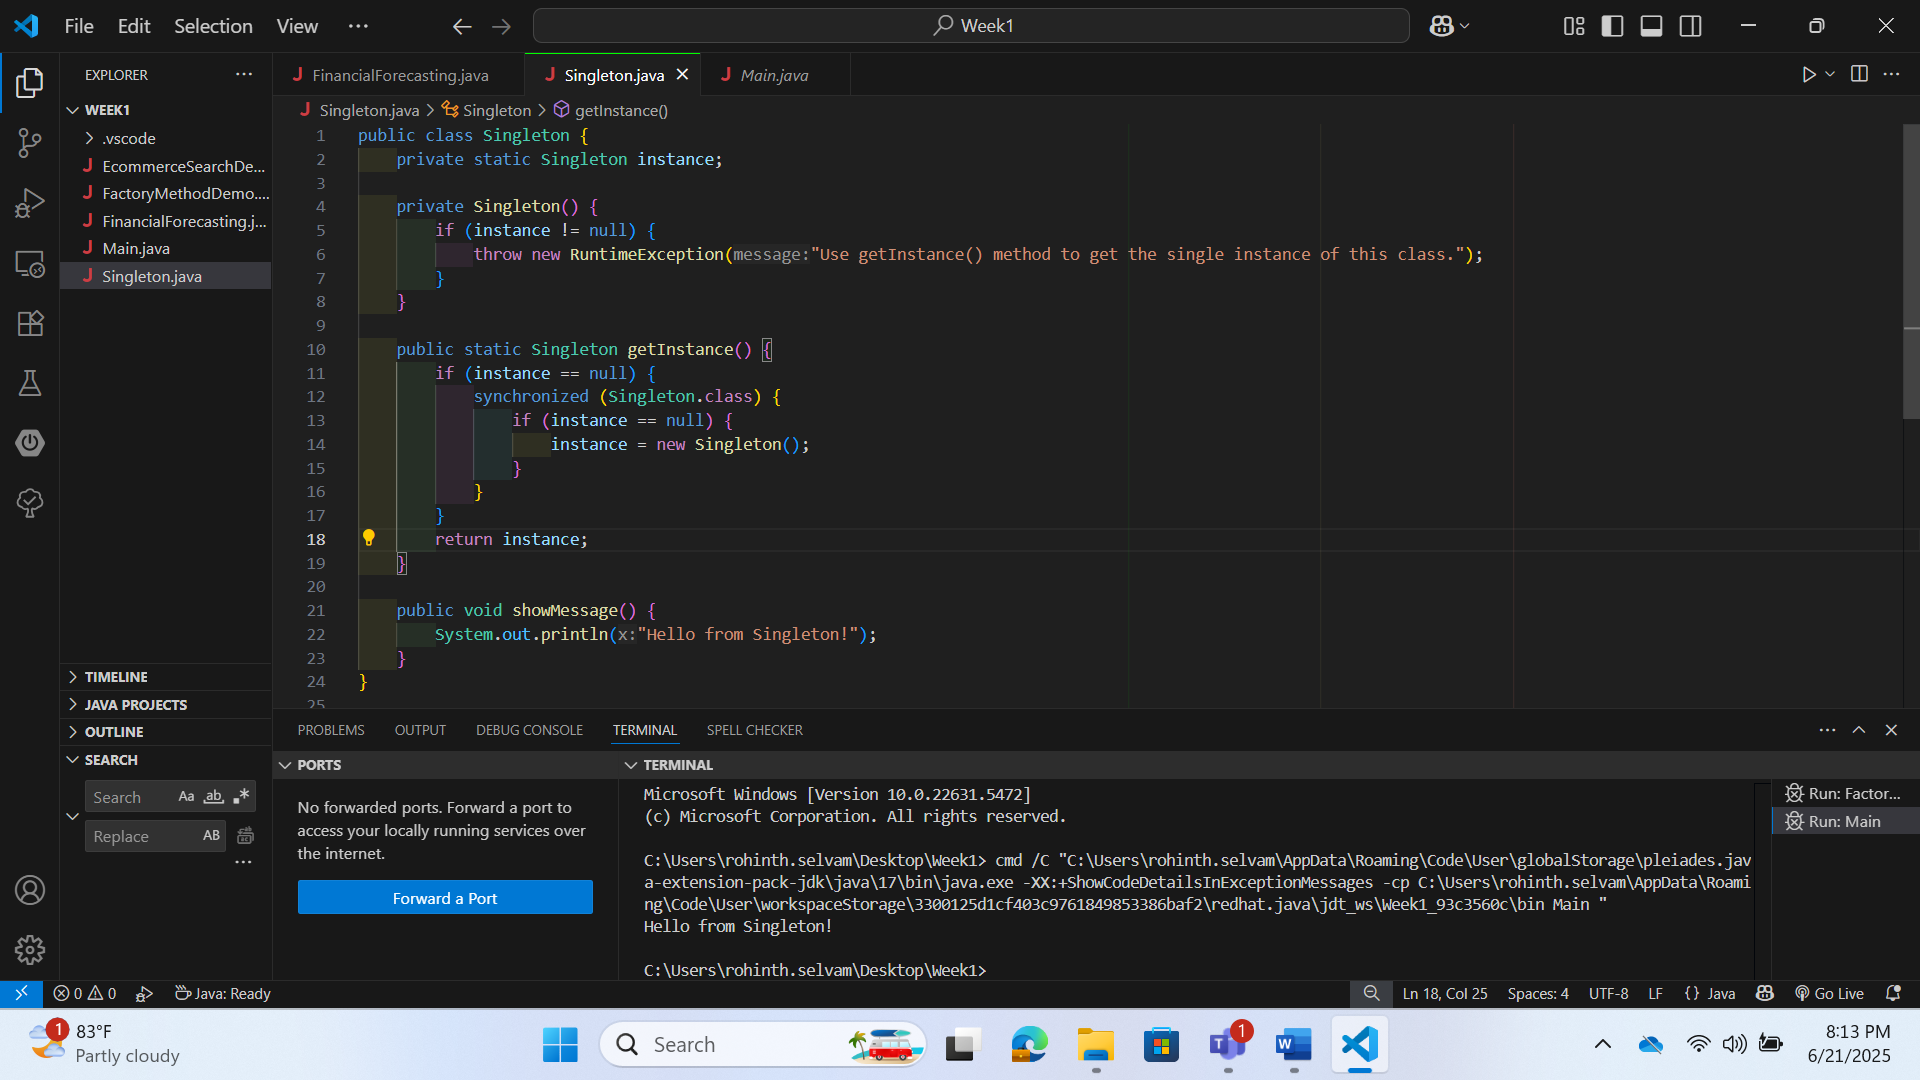 File Edit Selection View ··· Week1
EXPLORER ···
WEEK1
.vscode
EcommerceSearchDe...
FactoryMethodDemo....
FinancialForecasting.j...
Main.java
Singleton.java
TIMELINE
JAVA PROJECTS
OUTLINE
SEARCH
Search Aa ab .*
Replace AB
···
FinancialForecasting.java Singleton.java Main.java
Singleton.java > Singleton > getInstance()
1 public class Singleton {
2 private static Singleton instance;
3
4 private Singleton() {
5 if (instance != null) {
6 throw new RuntimeException(message:"Use getInstance() method to get the single instance of this class.");
7 }
8 }
9
10 public static Singleton getInstance() {
11 if (instance == null) {
12 synchronized (Singleton.class) {
13 if (instance == null) {
14 instance = new Singleton();
15 }
16 }
17 }
18 return instance;
19 }
20
21 public void showMessage() {
22 System.out.println(x:"Hello from Singleton!");
23 }
24 }
25
PROBLEMS OUTPUT DEBUG CONSOLE TERMINAL SPELL CHECKER
PORTS
No forwarded ports. Forward a port to
access your locally running services over
the internet.
Forward a Port
TERMINAL
Microsoft Windows [Version 10.0.22631.5472]
(c) Microsoft Corporation. All rights reserved.
C:\Users\rohinth.selvam\Desktop\Week1> cmd /C "C:\Users\rohinth.selvam\AppData\Roaming\Code\User\globalStorage\pleiades.jav
a-extension-pack-jdk\java\17\bin\java.exe -XX:+ShowCodeDetailsInExceptionMessages -cp C:\Users\rohinth.selvam\AppData\Roami
ng\Code\User\workspaceStorage\3300125d1cf403c9761849853386baf2\redhat.java\jdt_ws\Week1_93c3560c\bin Main "
Hello from Singleton!
C:\Users\rohinth.selvam\Desktop\Week1>
Run: Factor...
Run: Main
0 0 Java: Ready Ln 18, Col 25 Spaces: 4 UTF-8 LF {} Java Go Live
1 83°F
Partly cloudy
Search
T 1
W
8:13 PM
6/21/2025